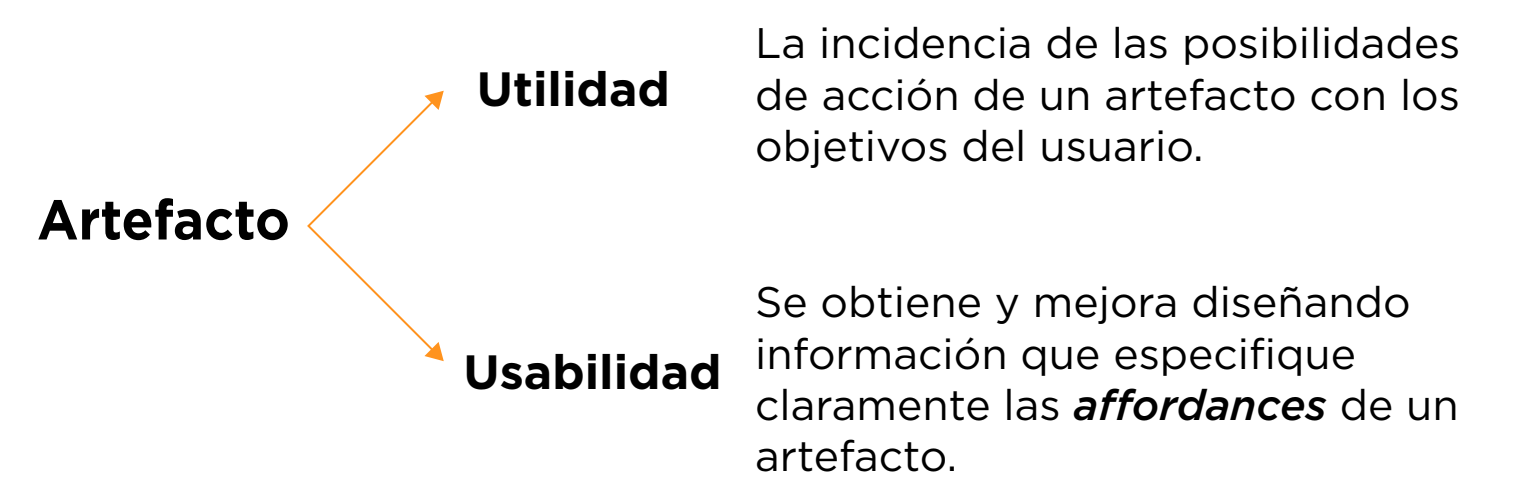 Artefacto
Utilidad
La incidencia de las posibilidades
de acción de un artefacto con los
objetivos del usuario.
Usabilidad
Se obtiene y mejora diseñando
información que especifique
claramente las affordances de un
artefacto.